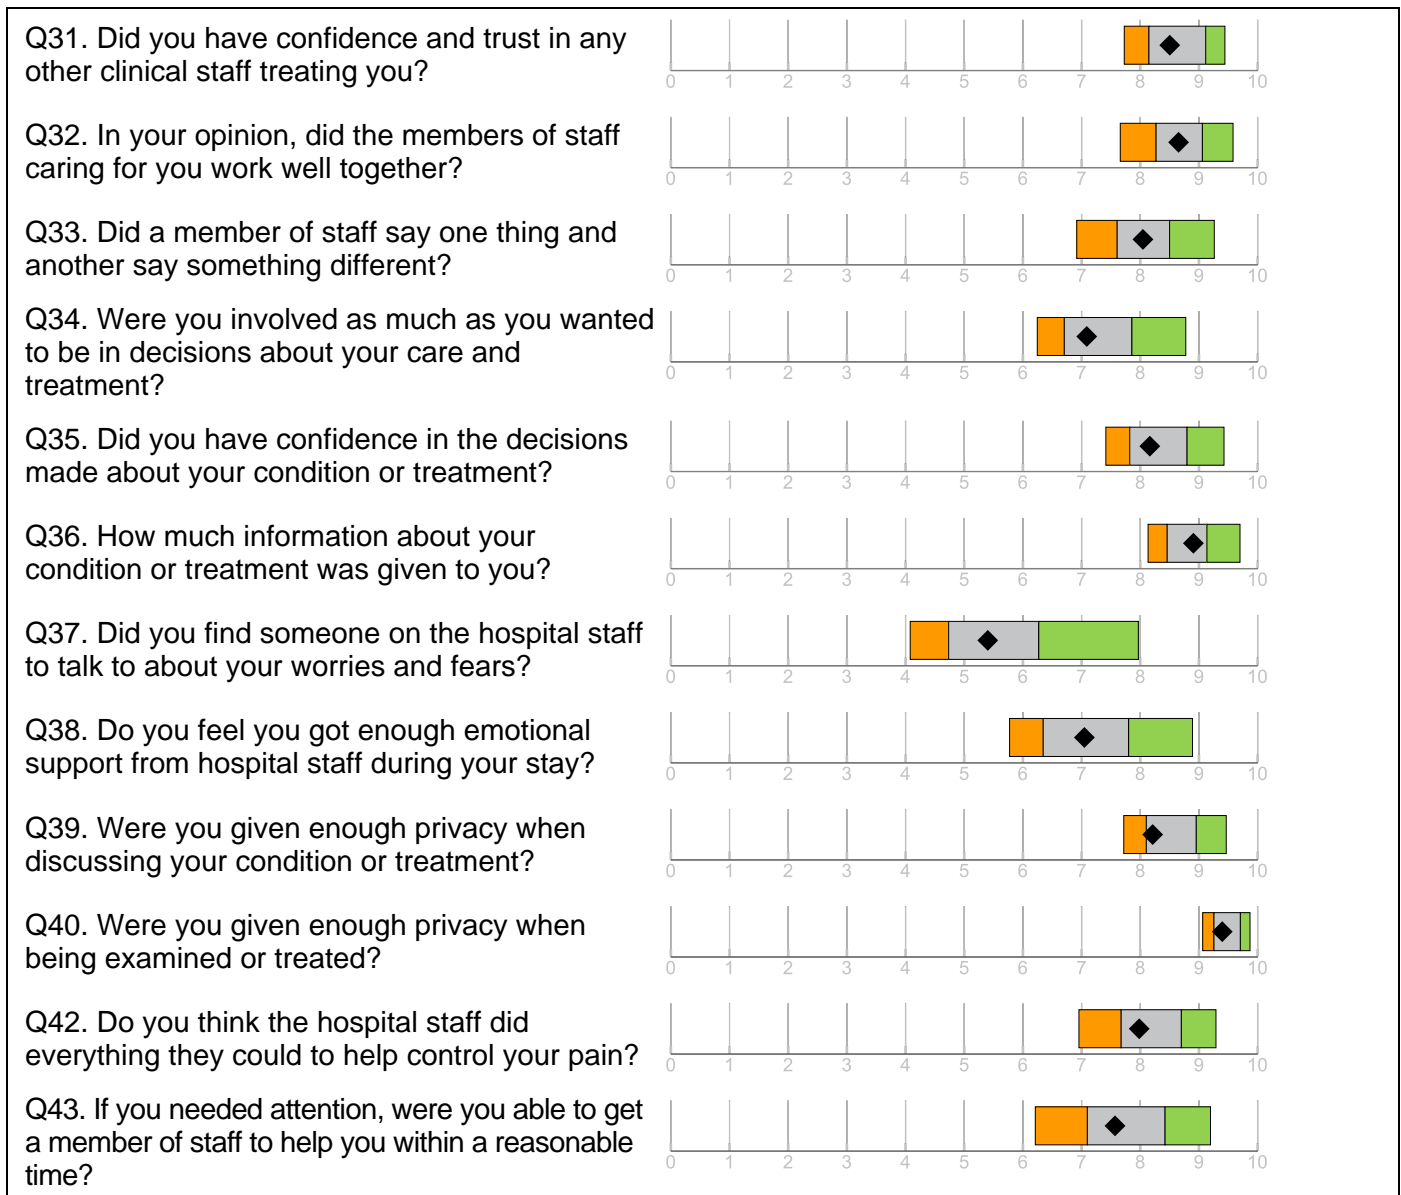 Q31. Did you have confidence and trust in any
other clinical staff treating you?
0 1 2 3 4 5 6 7 8 9 10
Q32. In your opinion, did the members of staff
caring for you work well together?
0 1 2 3 4 5 6 7 8 9 10
Q33. Did a member of staff say one thing and
another say something different?
0 1 2 3 4 5 6 7 8 9 10
Q34. Were you involved as much as you wanted
to be in decisions about your care and
treatment?
0 1 2 3 4 5 6 7 8 9 10
Q35. Did you have confidence in the decisions
made about your condition or treatment?
0 1 2 3 4 5 6 7 8 9 10
Q36. How much information about your
condition or treatment was given to you?
0 1 2 3 4 5 6 7 8 9 10
Q37. Did you find someone on the hospital staff
to talk to about your worries and fears?
0 1 2 3 4 5 6 7 8 9 10
Q38. Do you feel you got enough emotional
support from hospital staff during your stay?
0 1 2 3 4 5 6 7 8 9 10
Q39. Were you given enough privacy when
discussing your condition or treatment?
0 1 2 3 4 5 6 7 8 9 10
Q40. Were you given enough privacy when
being examined or treated?
0 1 2 3 4 5 6 7 8 9 10
Q42. Do you think the hospital staff did
everything they could to help control your pain?
0 1 2 3 4 5 6 7 8 9 10
Q43. If you needed attention, were you able to get
a member of staff to help you within a reasonable
time?
0 1 2 3 4 5 6 7 8 9 10